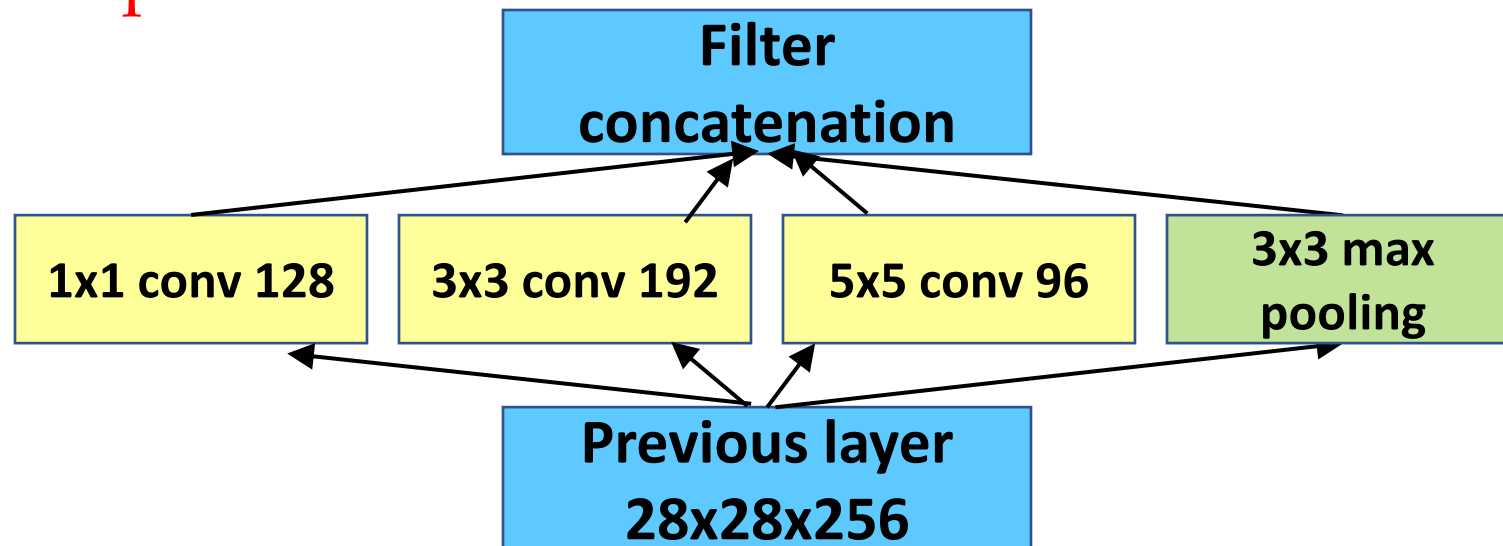 Filter
concatenation
1x1 conv 128
3x3 conv 192
5x5 conv 96
3x3 max
pooling
Previous layer
28x28x256